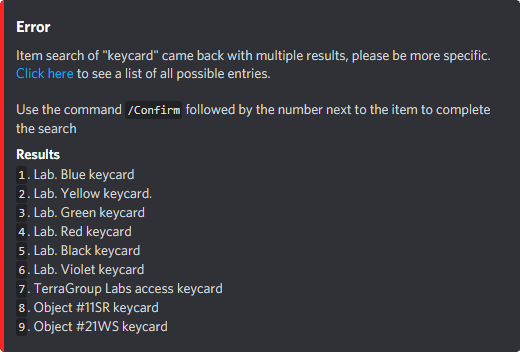 Error
Item search of "keycard" came back with multiple results, please be more specific.
Click here to see a list of all possible entries.
Use the command /Confirm followed by the number next to the item to complete
the search
Results
1. Lab. Blue keycard
2. Lab. Yellow keycard.
3. Lab. Green keycard
4. Lab. Red keycard
5. Lab. Black keycard
6. Lab. Violet keycard
7. TerraGroup Labs access keycard
8. Object #11SR keycard
9. Object #21WS keycard